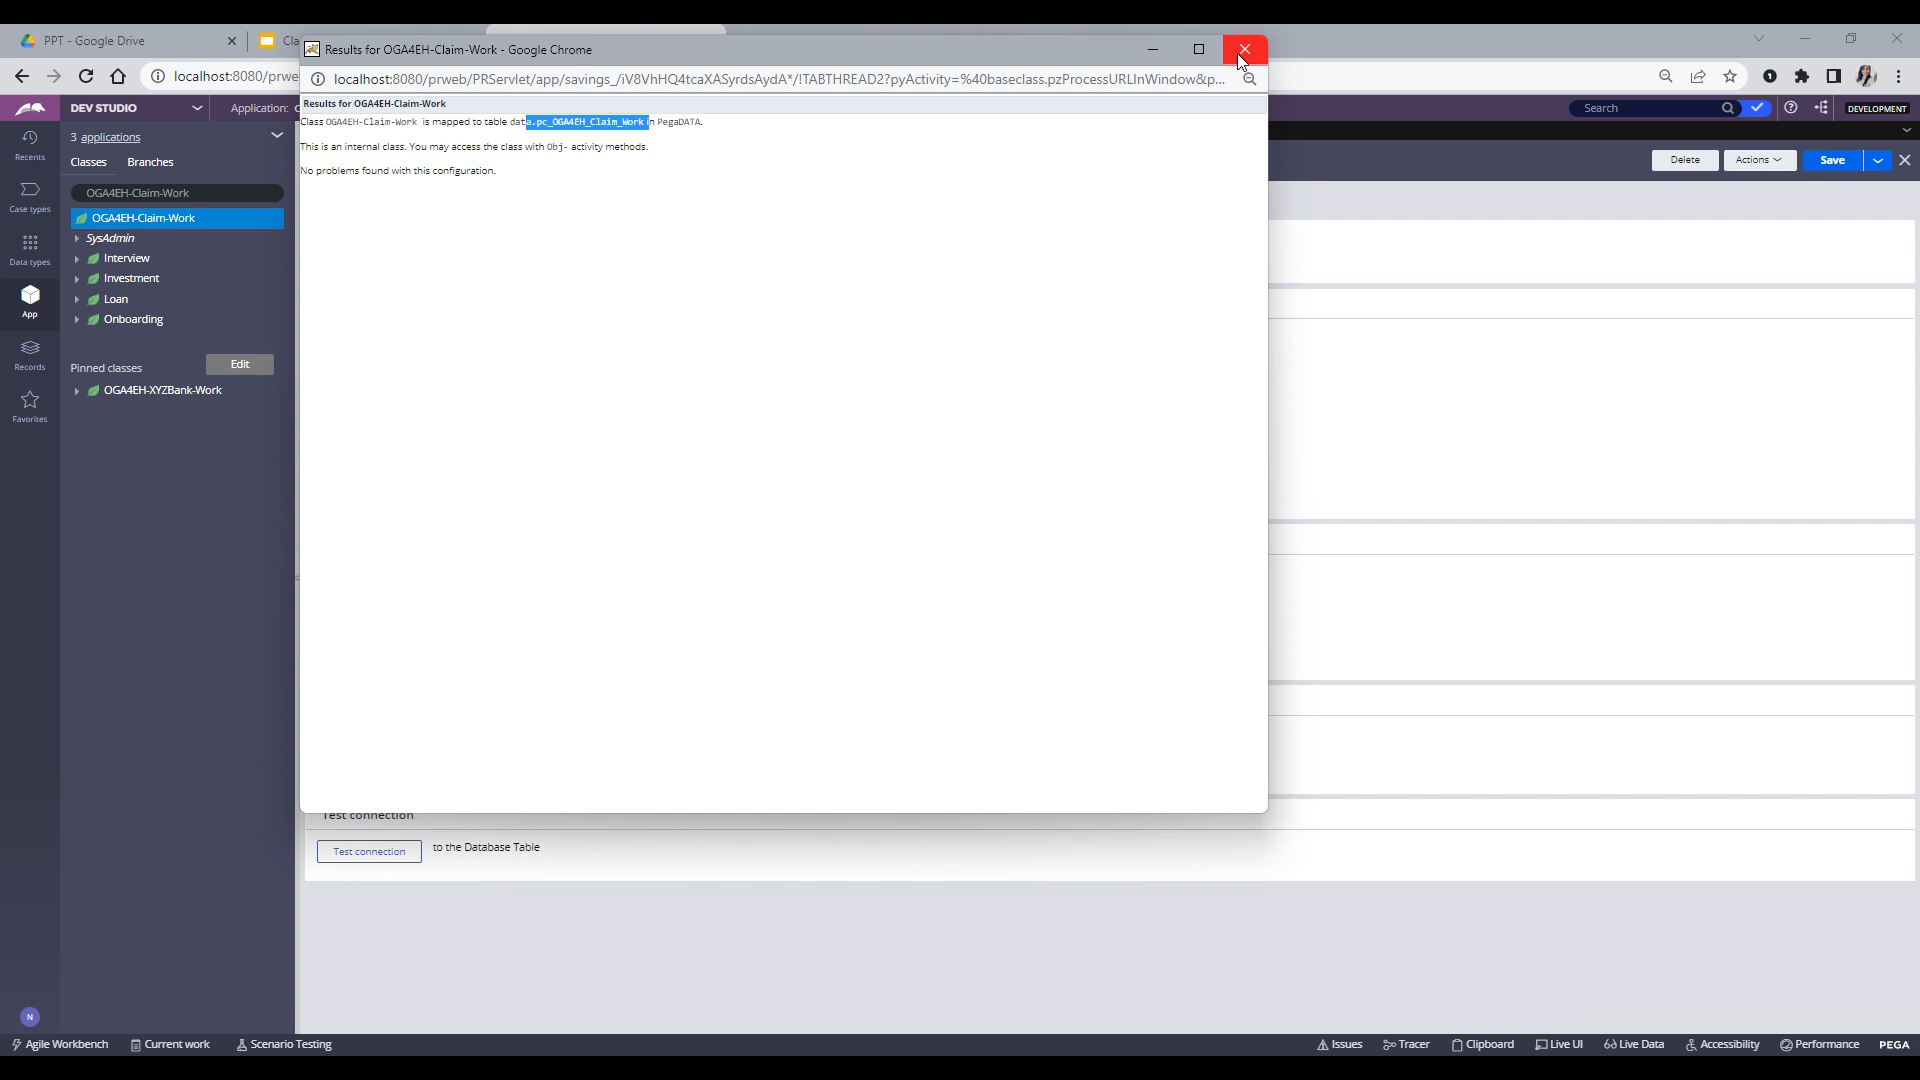 PPT - Google Drive
Cla
Results for OGA4EH-Claim-Work - Google Chrome
localhost:8080/prwe
localhost:8080/prweb/PRServlet/app/savings_/iV8VhHQ4tcaXASyrdsAydA*/!TABTHREAD2?pyActivity=%40baseclass.pzProcessURLInWindow&p...
DEV STUDIO
Application:
Results for OGA4EH-Claim-Work
Search
DEVELOPMENT
Class OGA4EH-Claim-Work is mapped to table data.pc_OGA4EH_Claim_Work in PegaDATA.
This is an internal class. You may access the class with Obj- activity methods.
No problems found with this configuration.
Delete
Actions
Save
Recents
Case types
Data types
App
Records
Favorites
3 applications
Classes
Branches
OGA4EH-Claim-Work
OGA4EH-Claim-Work
SysAdmin
Interview
Investment
Loan
Onboarding
Pinned classes
Edit
OGA4EH-XYZBank-Work
Test connection
Test connection
to the Database Table
N
Agile Workbench
Current work
Scenario Testing
Issues
Tracer
Clipboard
Live UI
Live Data
Accessibility
Performance
PEGA